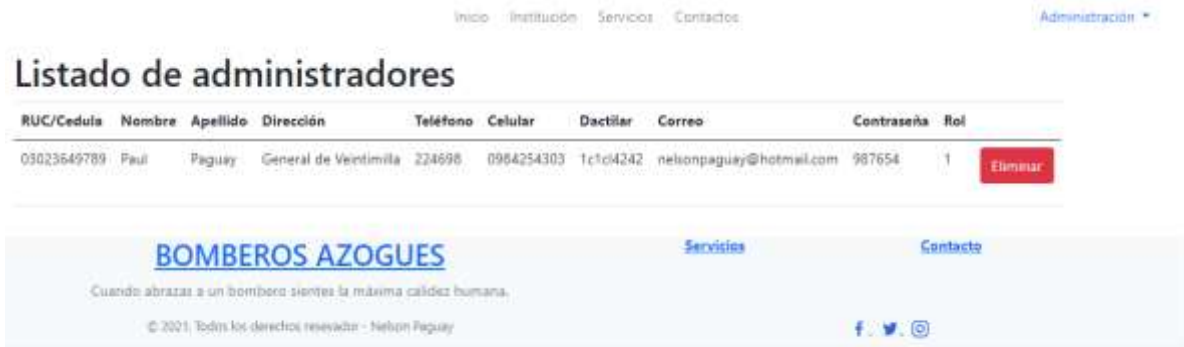 Inicio Institución Servicios Contactos Administración
Listado de administradores
RUC/Cedula Nombre Apellido Dirección Teléfono Celular Dactilar Correo Contraseña Rol
03023649789 Paul Paguay General de Veintimilla 224698 0984254303 1c1cl4242 nelsonpaguay@hotmail.com 987654 1 Eliminar
BOMBEROS AZOGUES Servicios Contacto
Cuando abrazas a un bombero sientes la máxima calidez humana.
© 2021. Todos los derechos resevador - Nelson Paguay